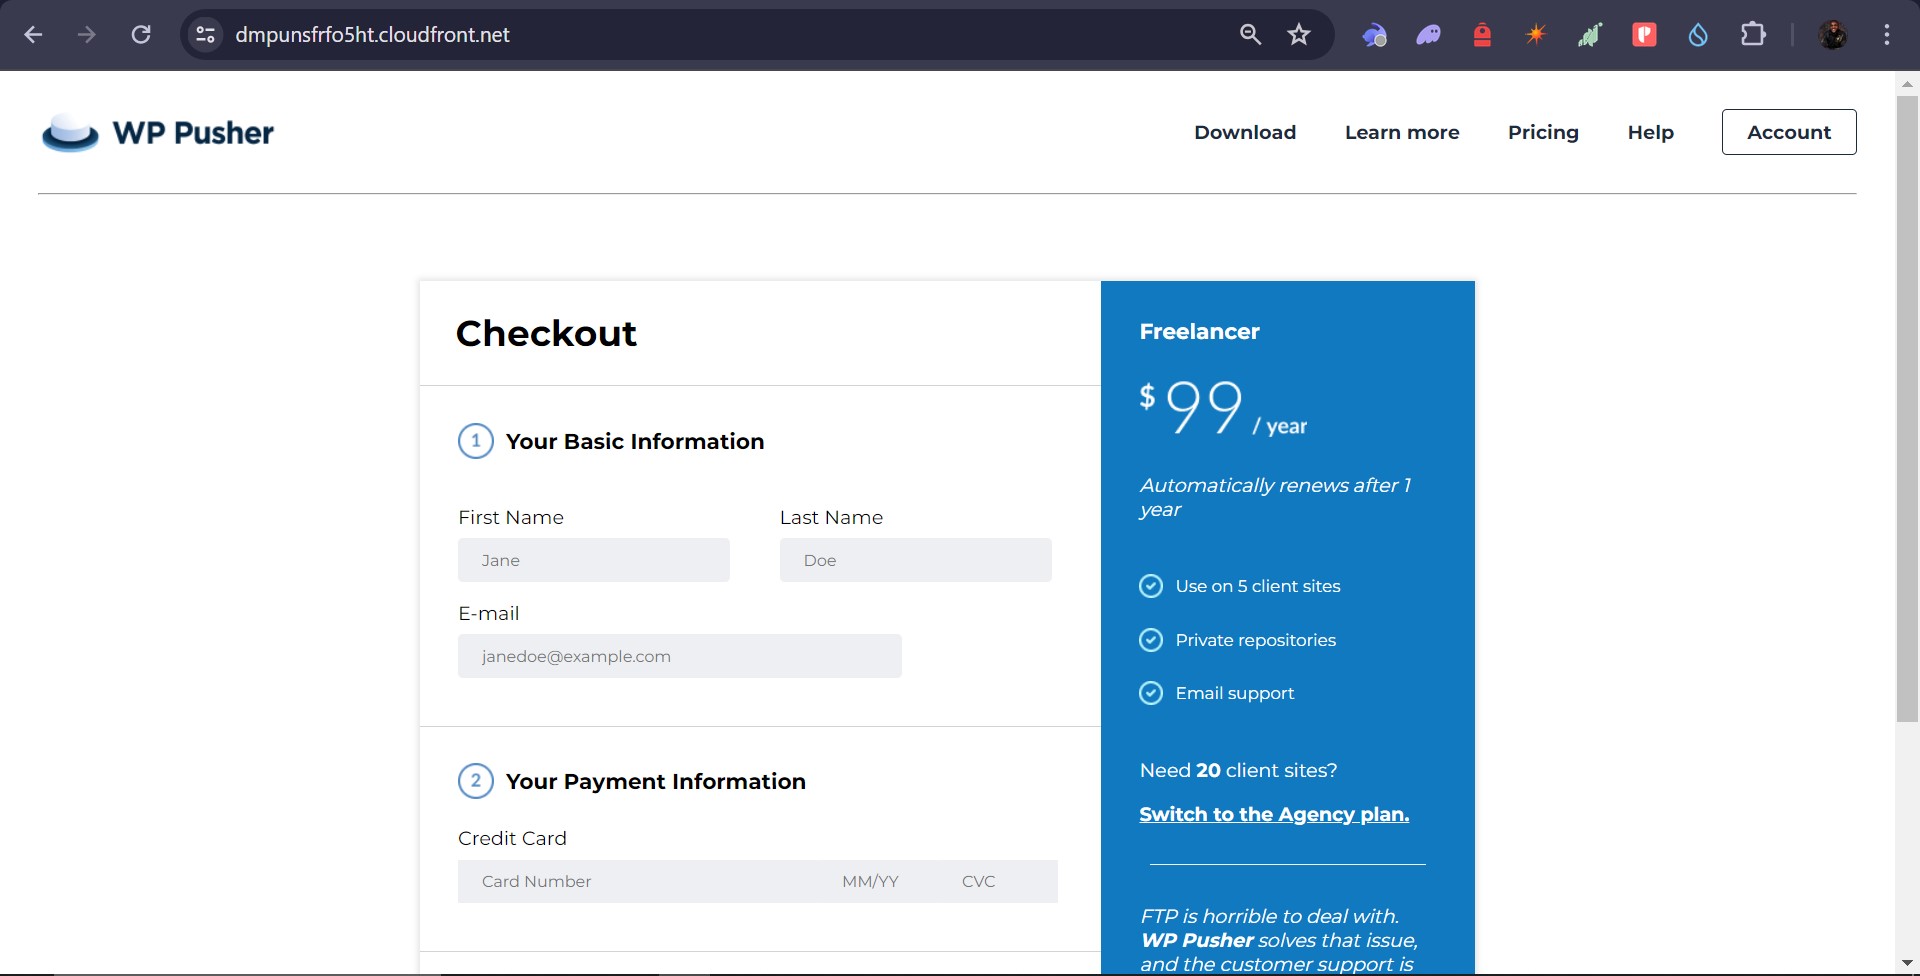 dmpunsfrfo5ht.cloudfront.net
WP Pusher
Download
Learn more
Pricing
Help
Account
Checkout
1 Your Basic Information
First Name
Last Name
Jane
Doe
E-mail
janedoe@example.com
2 Your Payment Information
Credit Card
Card Number MM/YY CVC
Freelancer
$99 / year
Automatically renews after 1
year
Use on 5 client sites
Private repositories
Email support
Need 20 client sites?
Switch to the Agency plan.
FTP is horrible to deal with.
WP Pusher solves that issue,
and the customer support is